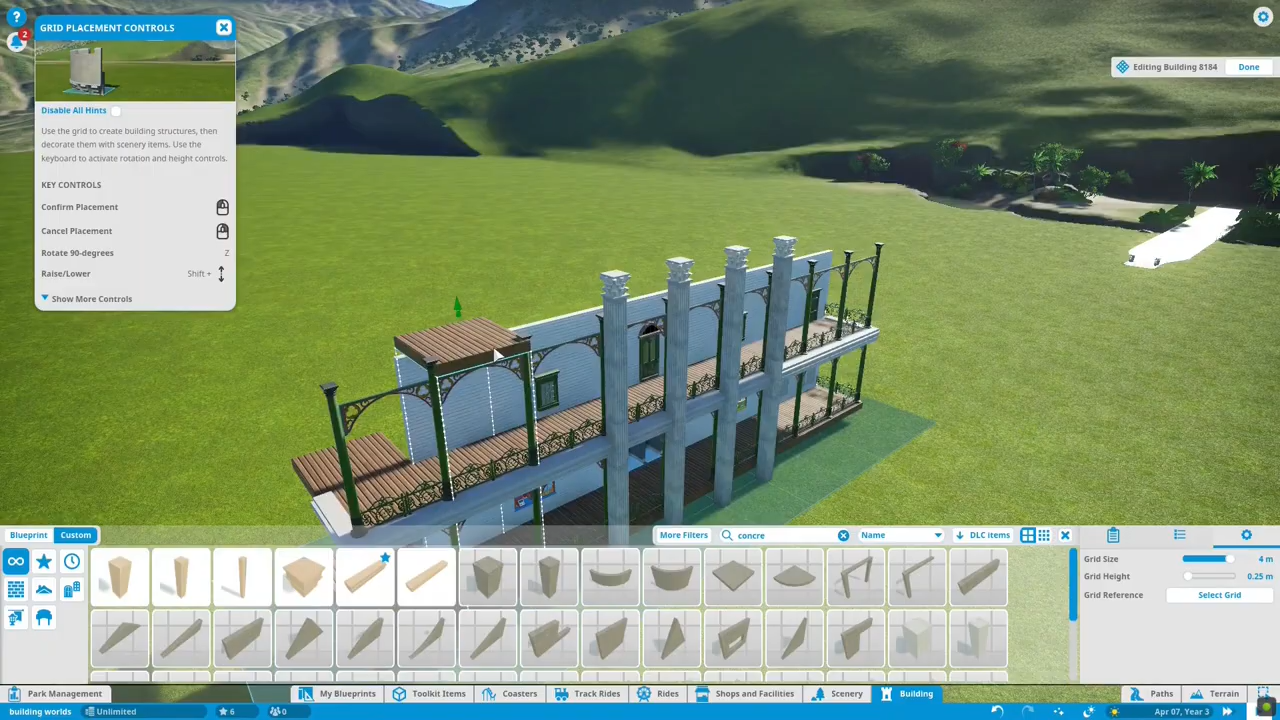 ?
2
GRID PLACEMENT CONTROLS
Disable All Hints
Use the grid to create building structures, then
decorate them with scenery items. Use the
keyboard to activate rotation and height controls.
KEY CONTROLS
Confirm Placement
Cancel Placement
Rotate 90-degrees Z
Raise/Lower Shift +
Show More Controls
Editing Building 8184 Done
Blueprint Custom More Filters concre Name DLC items
Grid Size 4 m
Grid Height 0.25 m
Grid Reference Select Grid
Park Management My Blueprints Toolkit Items Coasters Track Rides Rides Shops and Facilities Scenery Building Paths Terrain
building worlds Unlimited 6 0 Apr 07, Year 3